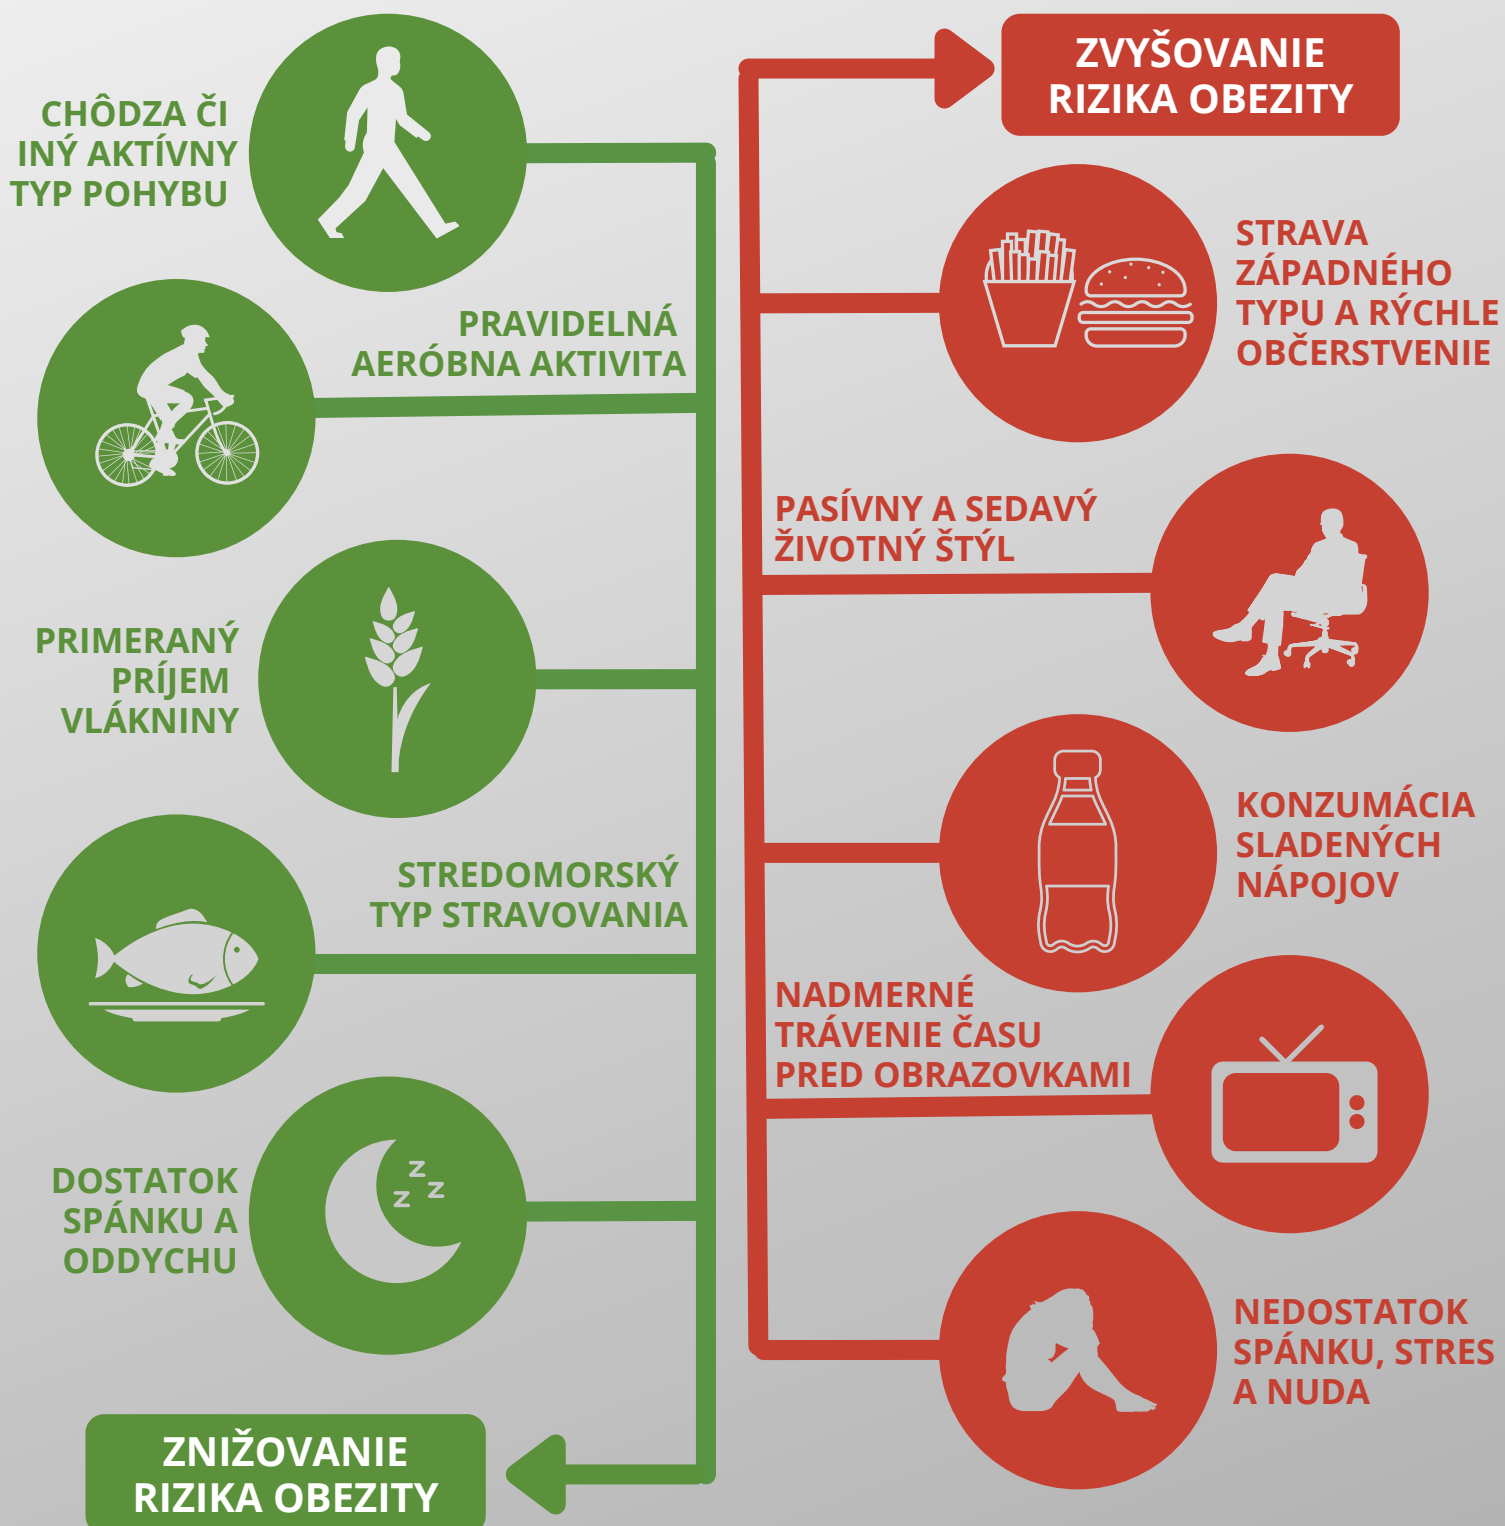 CHÔDZA ČI
INÝ AKTÍVNY
TYP POHYBU
PRAVIDELNÁ
AERÓBNA AKTIVITA
PRIMERANÝ
PRÍJEM
VLÁKNINY
STREDOMORSKÝ
TYP STRAVOVANIA
DOSTATOK
SPÁNKU A
ODDYCHU
z
z
z
ZNIŽOVANIE
RIZIKA OBEZITY
ZVYŠOVANIE
RIZIKA OBEZITY
STRAVA
ZÁPADNÉHO
TYPU A RÝCHLE
OBČERSTVENIE
PASÍVNY A SEDAVÝ
ŽIVOTNÝ ŠTÝL
KONZUMÁCIA
SLADENÝCH
NÁPOJOV
NADMERNÉ
TRÁVENIE ČASU
PRED OBRAZOVKAMI
NEDOSTATOK
SPÁNKU, STRES
A NUDA